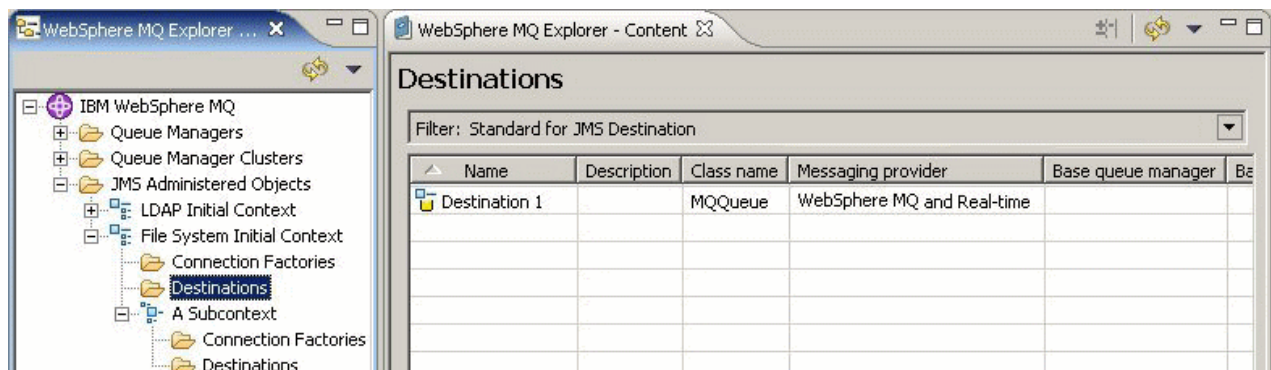 WebSphere MQ Explorer ...
IBM WebSphere MQ
Queue Managers
Queue Manager Clusters
JMS Administered Objects
LDAP Initial Context
File System Initial Context
Connection Factories
Destinations
A Subcontext
Connection Factories
Destinations
WebSphere MQ Explorer - Content
Destinations
Filter: Standard for JMS Destination
Name Description Class name Messaging provider Base queue manager Ba
Destination 1 MQQueue WebSphere MQ and Real-time